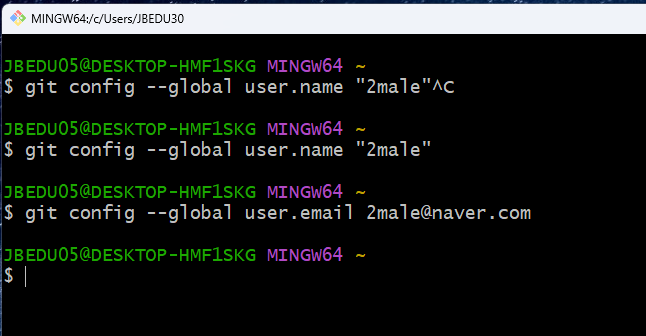 MINGW64:/c/Users/JBEDU30
JBEDU05@DESKTOP-HMF1SKG MINGW64 ~
$ git config --global user.name "2male"^C
JBEDU05@DESKTOP-HMF1SKG MINGW64 ~
$ git config --global user.name "2male"
JBEDU05@DESKTOP-HMF1SKG MINGW64 ~
$ git config --global user.email 2male@naver.com
JBEDU05@DESKTOP-HMF1SKG MINGW64 ~
$